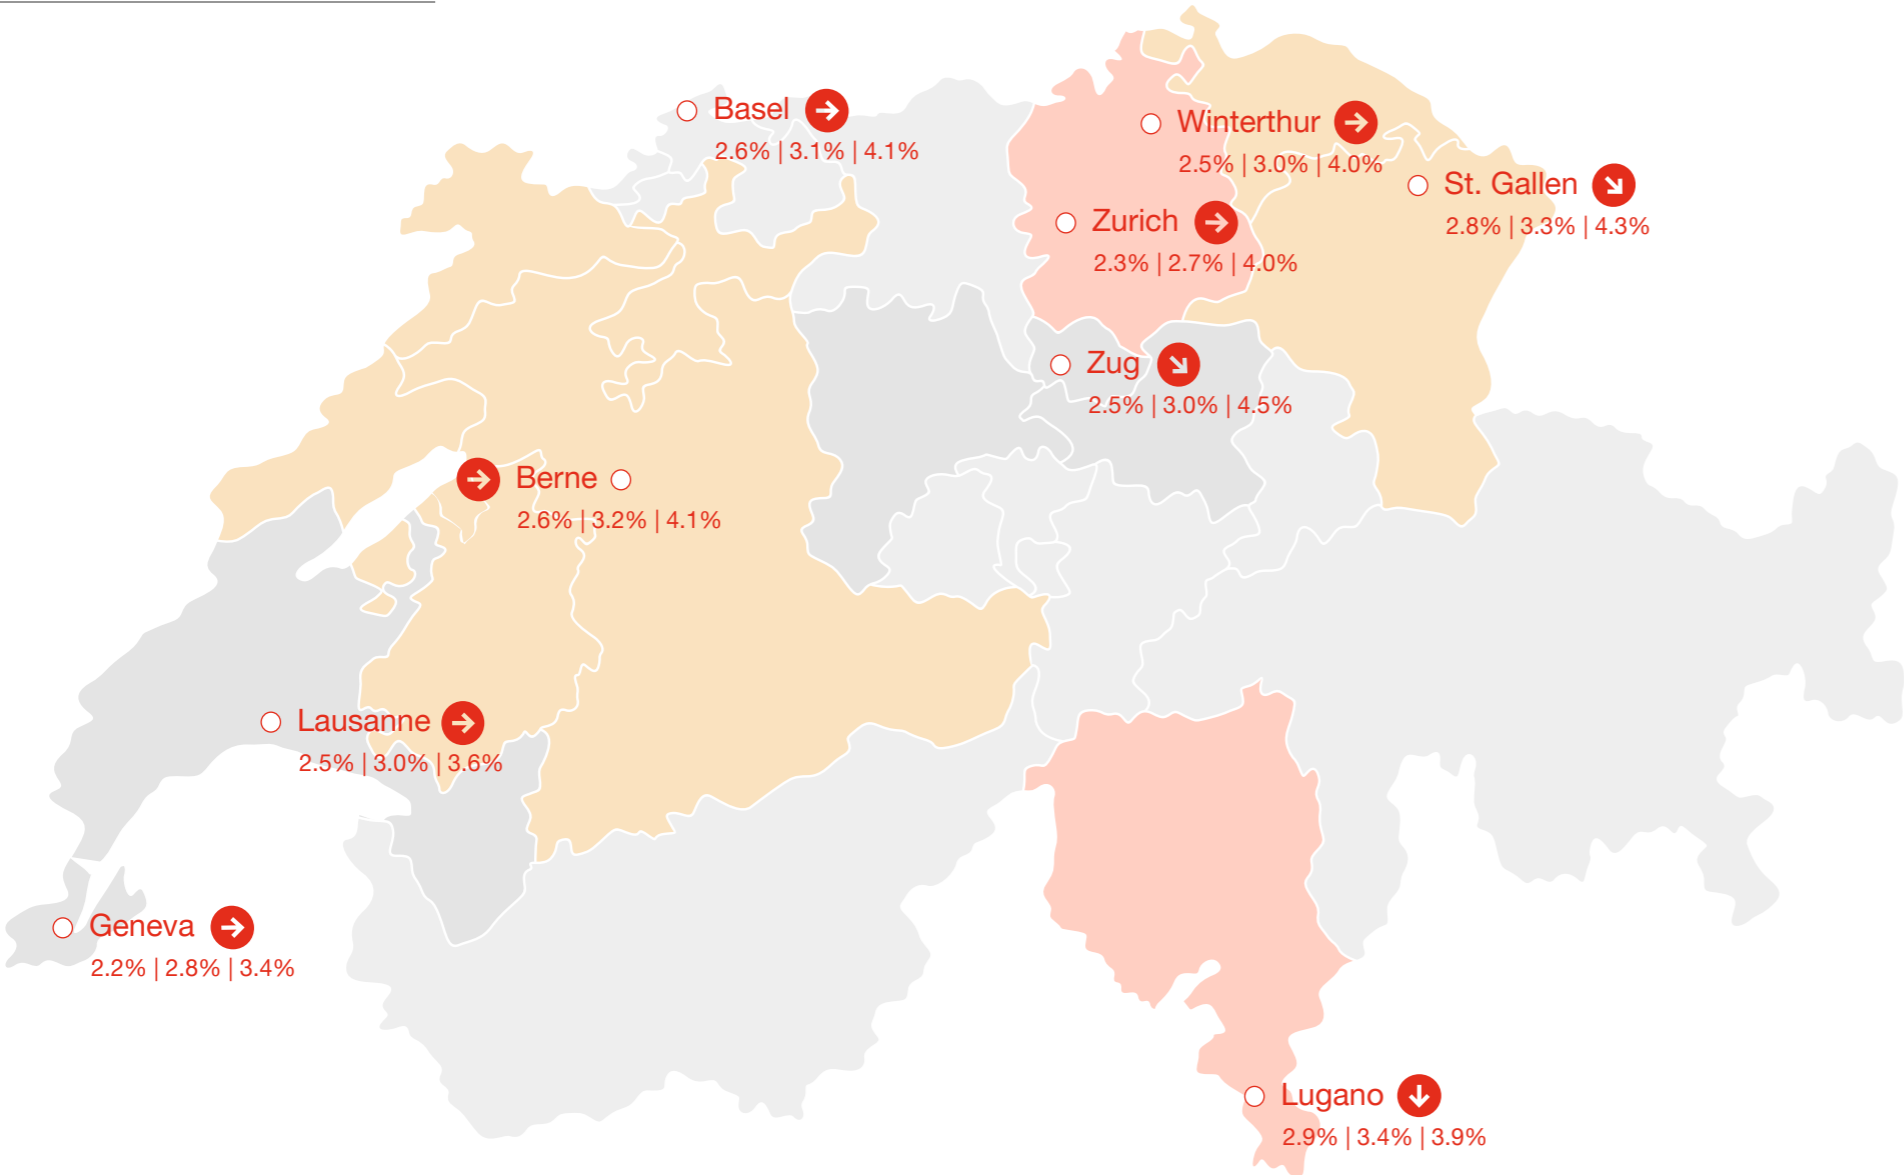 Basel
2.6% | 3.1% | 4.1%
Winterthur
2.5% | 3.0% | 4.0%
St. Gallen
2.8% | 3.3% | 4.3%
Zurich
2.3% | 2.7% | 4.0%
Zug
2.5% | 3.0% | 4.5%
Berne
2.6% | 3.2% | 4.1%
Lausanne
2.5% | 3.0% | 3.6%
Geneva
2.2% | 2.8% | 3.4%
Lugano
2.9% | 3.4% | 3.9%